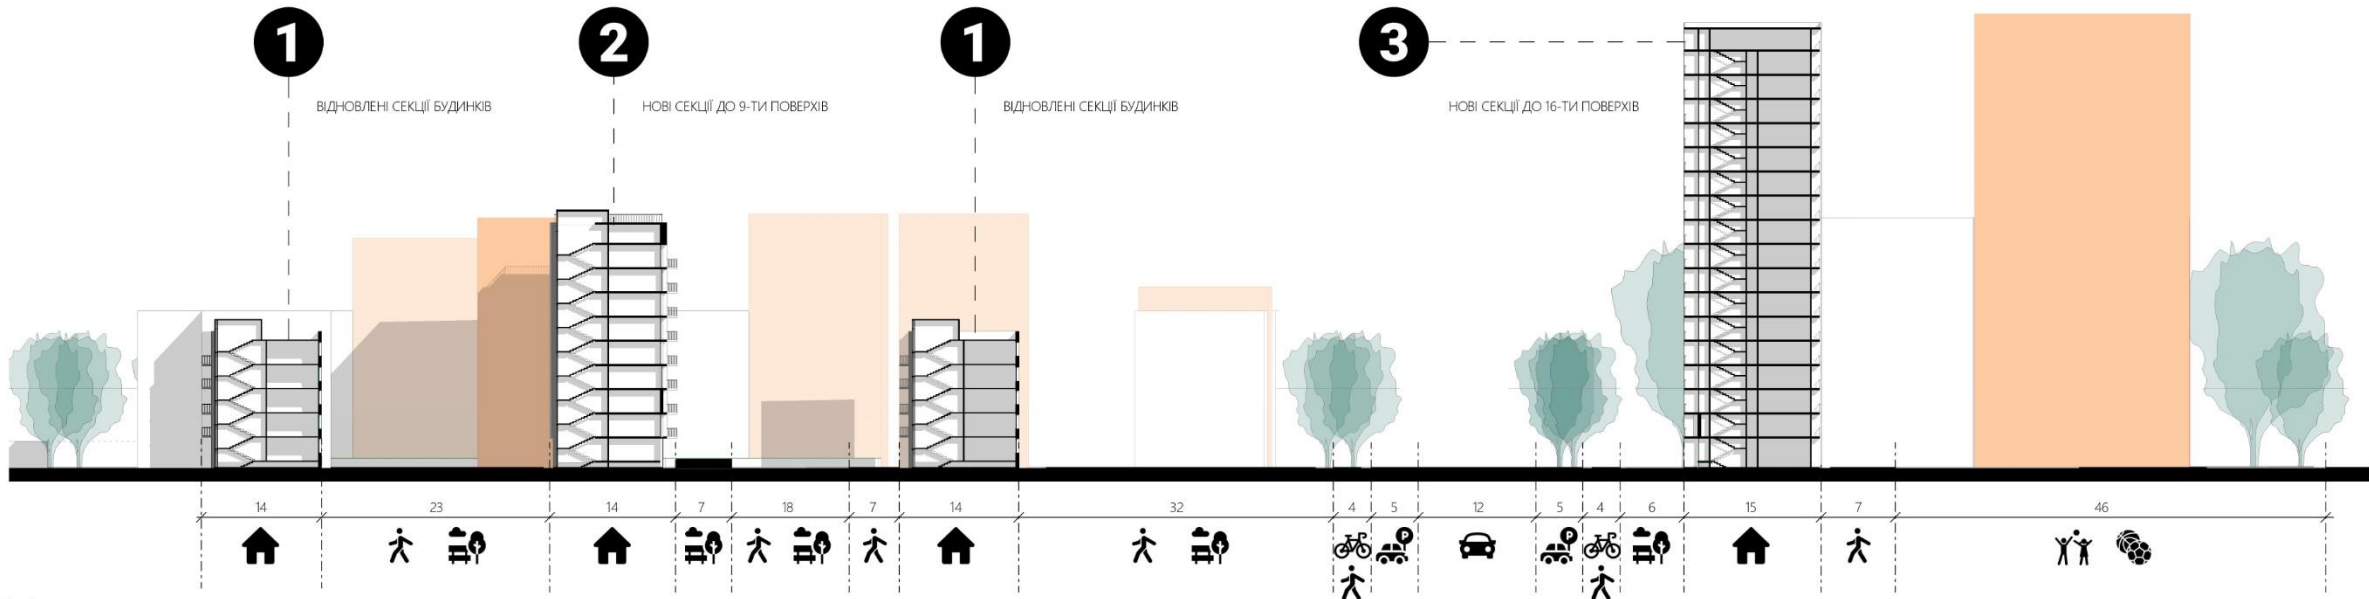 1
2
1
3
ВІДНОВЛЕНІ СЕКЦІЇ БУДИНКІВ
НОВІ СЕКЦІЇ ДО 9-ТИ ПОВЕРХІВ
ВІДНОВЛЕНІ СЕКЦІЇ БУДИНКІВ
НОВІ СЕКЦІЇ ДО 16-ТИ ПОВЕРХІВ
14 23 14 7 18 7 14 32 4 5 12 5 4 6 15 7 46
P P